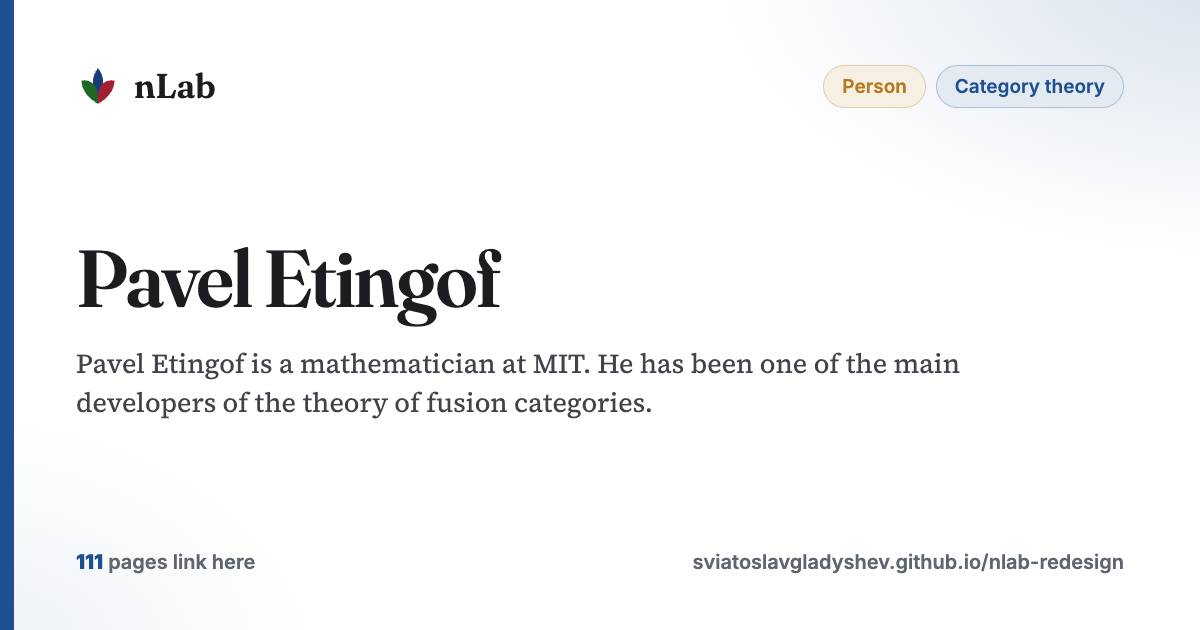 nLab
Person
Category theory
Pavel Etingof
Pavel Etingof is a mathematician at MIT. He has been one of the main
developers of the theory of fusion categories.
111 pages link here
sviatoslavgladyshev.github.io/nlab-redesign